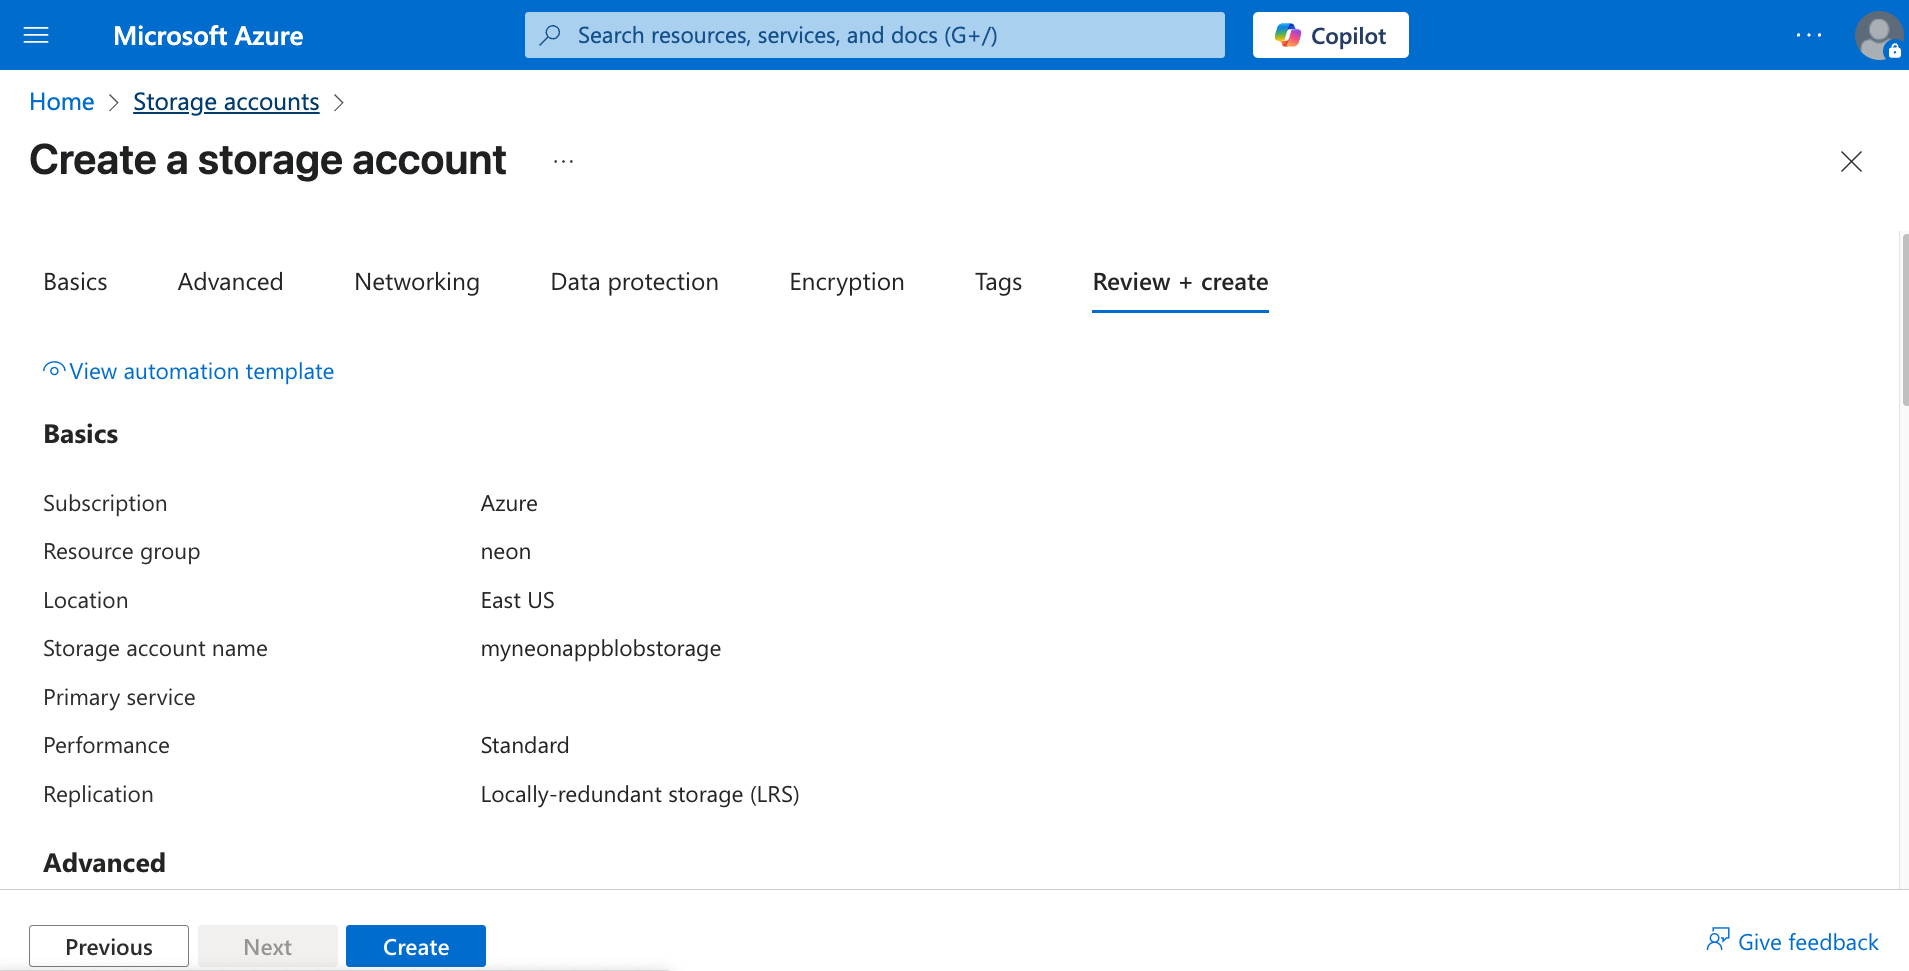 Microsoft Azure
Search resources, services, and docs (G+/)
Copilot
Home > Storage accounts >
Create a storage account ...
Basics Advanced Networking Data protection Encryption Tags Review + create
View automation template
Basics
Subscription Azure
Resource group neon
Location East US
Storage account name myneonappblobstorage
Primary service
Performance Standard
Replication Locally-redundant storage (LRS)
Advanced
Previous Next Create
Give feedback